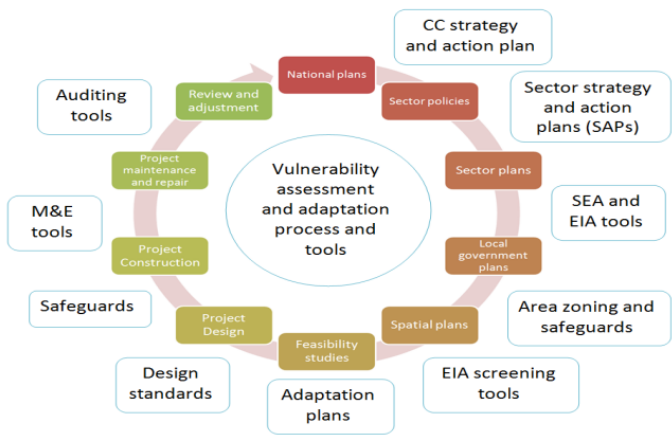 CC strategy
and action plan
National plans
Sector policies
Sector strategy
and action
plans (SAPs)
Sector plans
SEA and
EIA tools
Local
government
plans
Area zoning and
safeguards
Spatial plans
EIA screening
tools
Feasibility
studies
Adaptation
plans
Project
Design
Design
standards
Project
Construction
Safeguards
Project
maintenance
and repair
M&E
tools
Review and
adjustment
Auditing
tools
Vulnerability
assessment
and adaptation
process and
tools